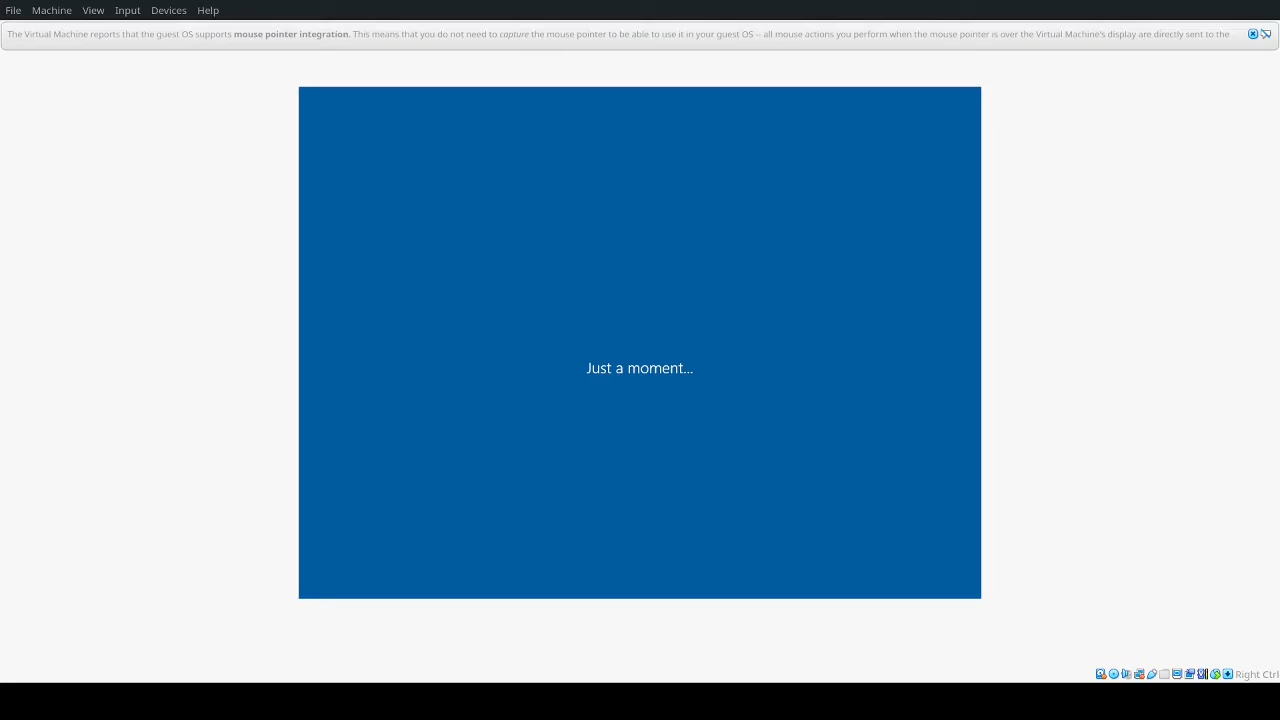 File Machine View Input Devices Help
The Virtual Machine reports that the guest OS supports mouse pointer integration. This means that you do not need to capture the mouse pointer to be able to use it in your guest OS -- all mouse actions you perform when the mouse pointer is over the Virtual Machine's display are directly sent to the
Just a moment...
Right Ctrl